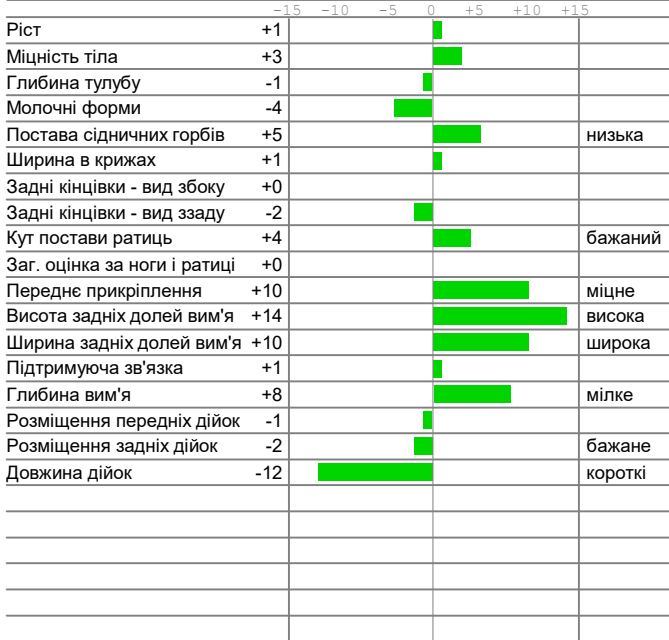 -15 -10 -5 0 +5 +10 +15
Ріст +1
Міцність тіла +3
Глибина тулубу -1
Молочні форми -4
Постава сідничних горбів +5 низька
Ширина в крижах +1
Задні кінцівки - вид збоку +0
Задні кінцівки - вид ззаду -2
Кут постави ратиць +4 бажаний
Заг. оцінка за ноги і ратиці +0
Переднє прикріплення +10 міцне
Висота задніх долей вим'я +14 висока
Ширина задніх долей вим'я +10 широка
Підтримуюча зв'язка +1
Глибина вим'я +8 мілке
Розміщення передніх дійок -1
Розміщення задніх дійок -2 бажане
Довжина дійок -12 короткі